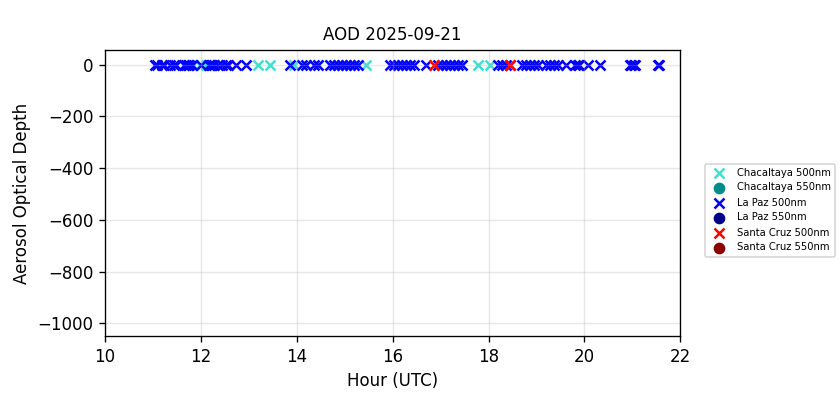 AOD 2025-09-21
0
−200
−400
−600
−800
−1000
10 12 14 16 18 20 22
Aerosol Optical Depth
Hour (UTC)
Chacaltaya 500nm
Chacaltaya 550nm
La Paz 500nm
La Paz 550nm
Santa Cruz 500nm
Santa Cruz 550nm